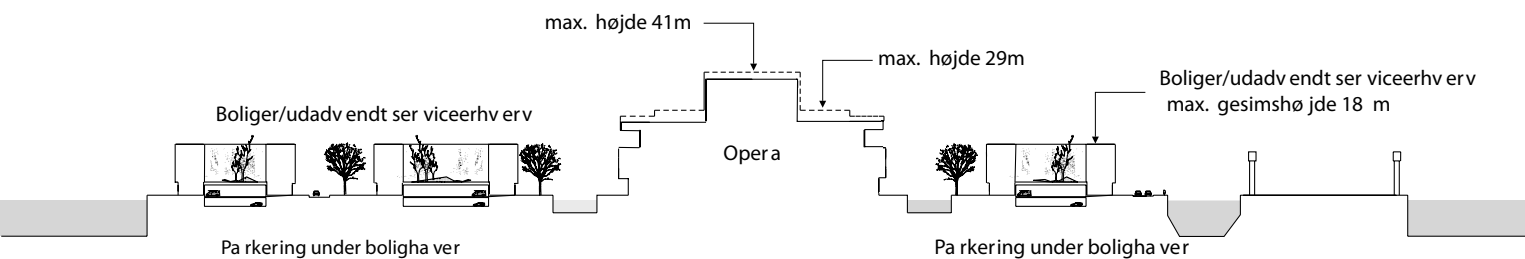 max. højde 41m
max. højde 29m
Boliger/udadvendt serviceerhverv
max. gesimshøjde 18 m
Boliger/udadvendt serviceerhverv
Opera
Parkering under bolighaver
Parkering under bolighaver